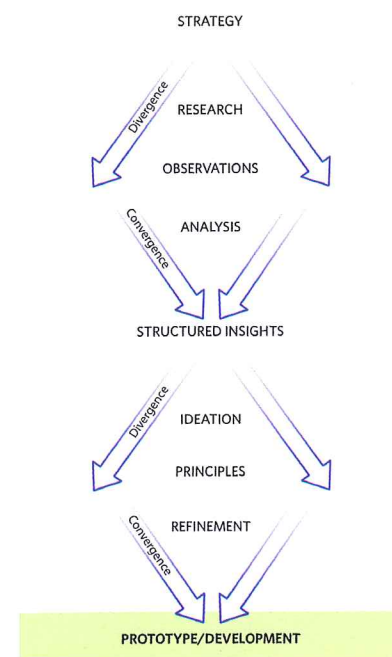 STRATEGY
Divergence
RESEARCH
OBSERVATIONS
Convergence
ANALYSIS
STRUCTURED INSIGHTS
Divergence
IDEATION
PRINCIPLES
Convergence
REFINEMENT
PROTOTYPE/DEVELOPMENT